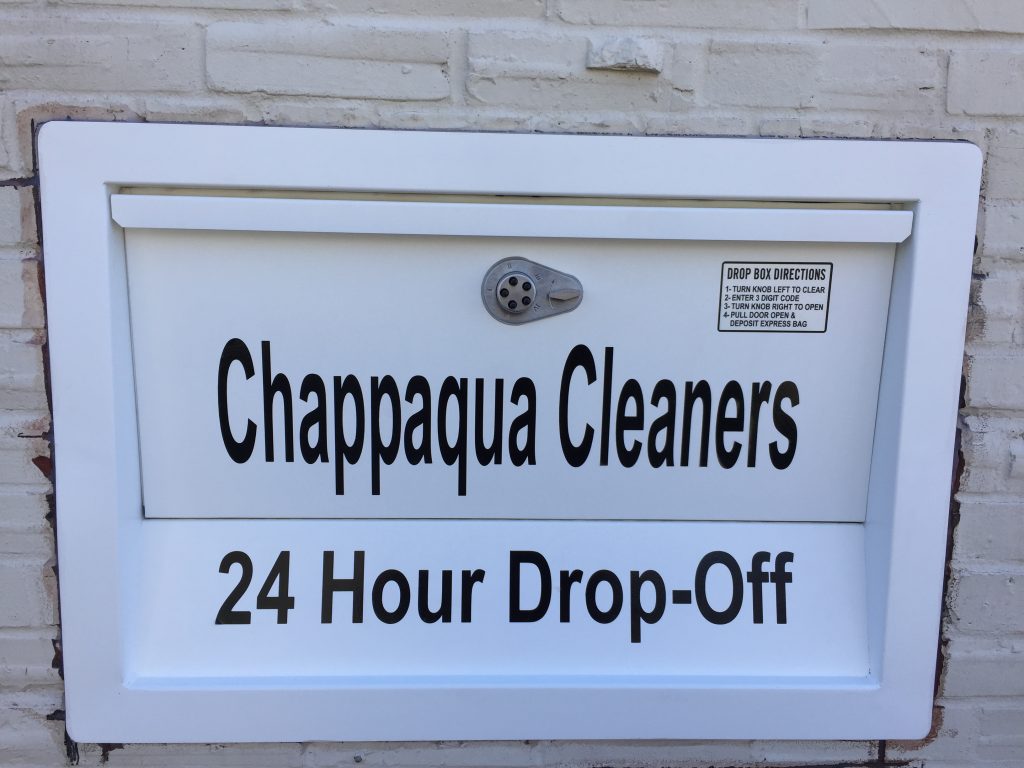 DROP BOX DIRECTIONS
1- TURN KNOB LEFT TO CLEAR
2- ENTER 3 DIGIT CODE
3- TURN KNOB RIGHT TO OPEN
4- PULL DOOR OPEN &
DEPOSIT EXPRESS BAG
Chappaqua Cleaners
24 Hour Drop-Off